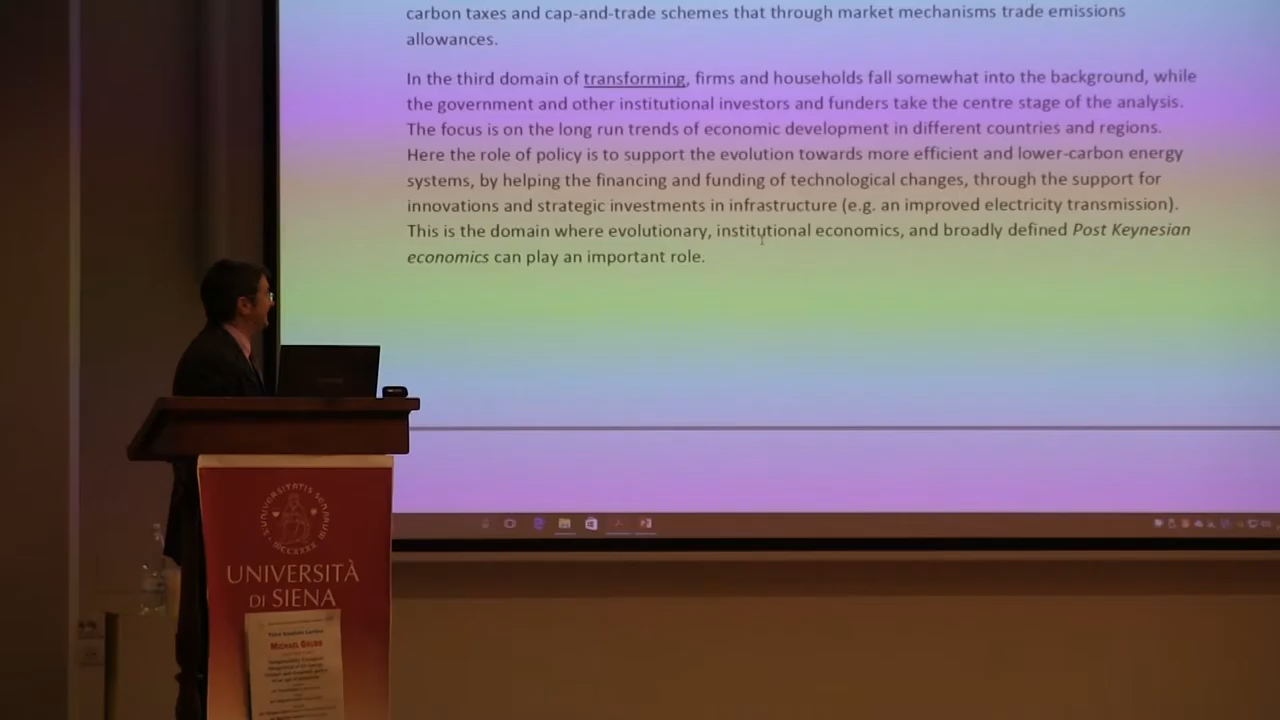 carbon taxes and cap-and-trade schemes that through market mechanisms trade emissions
allowances.
In the third domain of transforming, firms and households fall somewhat into the background, while
the government and other institutional investors and funders take the centre stage of the analysis.
The focus is on the long run trends of economic development in different countries and regions.
Here the role of policy is to support the evolution towards more efficient and lower-carbon energy
systems, by helping the financing and funding of technological changes, through the support for
innovations and strategic investments in infrastructure (e.g. an improved electricity transmission).
This is the domain where evolutionary, institutional economics, and broadly defined Post Keynesian
economics can play an important role.
MCCXXXX
UNIVERSITÀ
DI SIENA
MICHAEL GRUBB